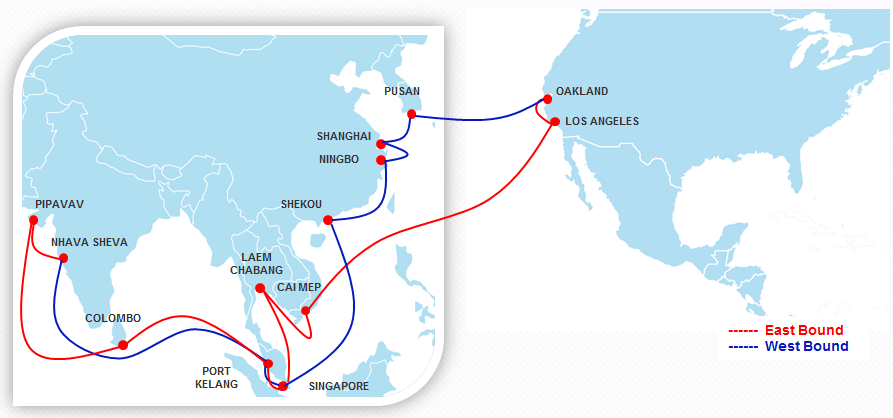 PUSAN
OAKLAND
LOS ANGELES
SHANGHAI
NINGBO
PIPAVAV
SHEKOU
NHAVA SHEVA
LAEM
CHABANG
CAI MEP
COLOMBO
PORT
KELANG
SINGAPORE
------ East Bound
------ West Bound